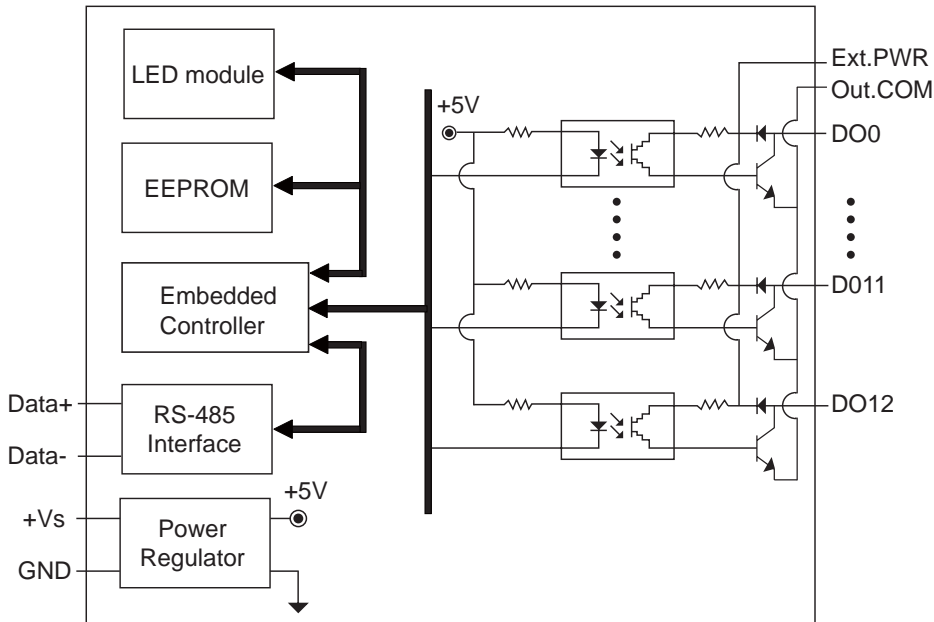 LED module
EEPROM
Embedded
Controller
RS-485
Interface
Power
Regulator
Data+
Data-
+Vs
GND
+5V
+5V
Ext.PWR
Out.COM
DO0
D011
DO12